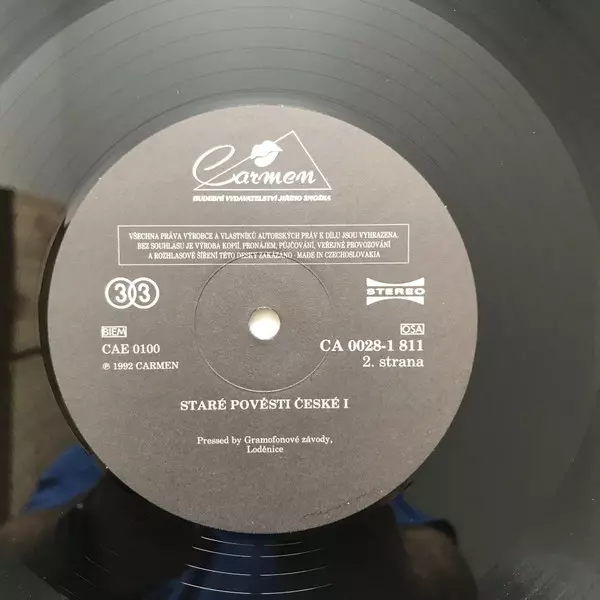 Carmen
HUDEBNÍ VYDAVATELSTVÍ JIŘÍHO SMOŠKA
VŠECHNA PRÁVA VÝROBCE A VLASTNÍKŮ AUTORSKÝCH PRÁV K DÍLU JSOU VYHRAZENA.
BEZ SOUHLASU JE VÝROBA KOPIÍ, PRONÁJEM, PŮJČOVÁNÍ, VEŘEJNÉ PROVOZOVÁNÍ
A ROZHLASOVÉ ŠÍŘENÍ TÉTO DESKY ZAKÁZÁNO · MADE IN CZECHOSLOVAKIA
33
STEREO
BIEM
OSA
CAE 0100
CA 0028-1 811
℗ 1992 CARMEN
2. strana
STARÉ POVĚSTI ČESKÉ I
Pressed by Gramofonové závody,
Loděnice